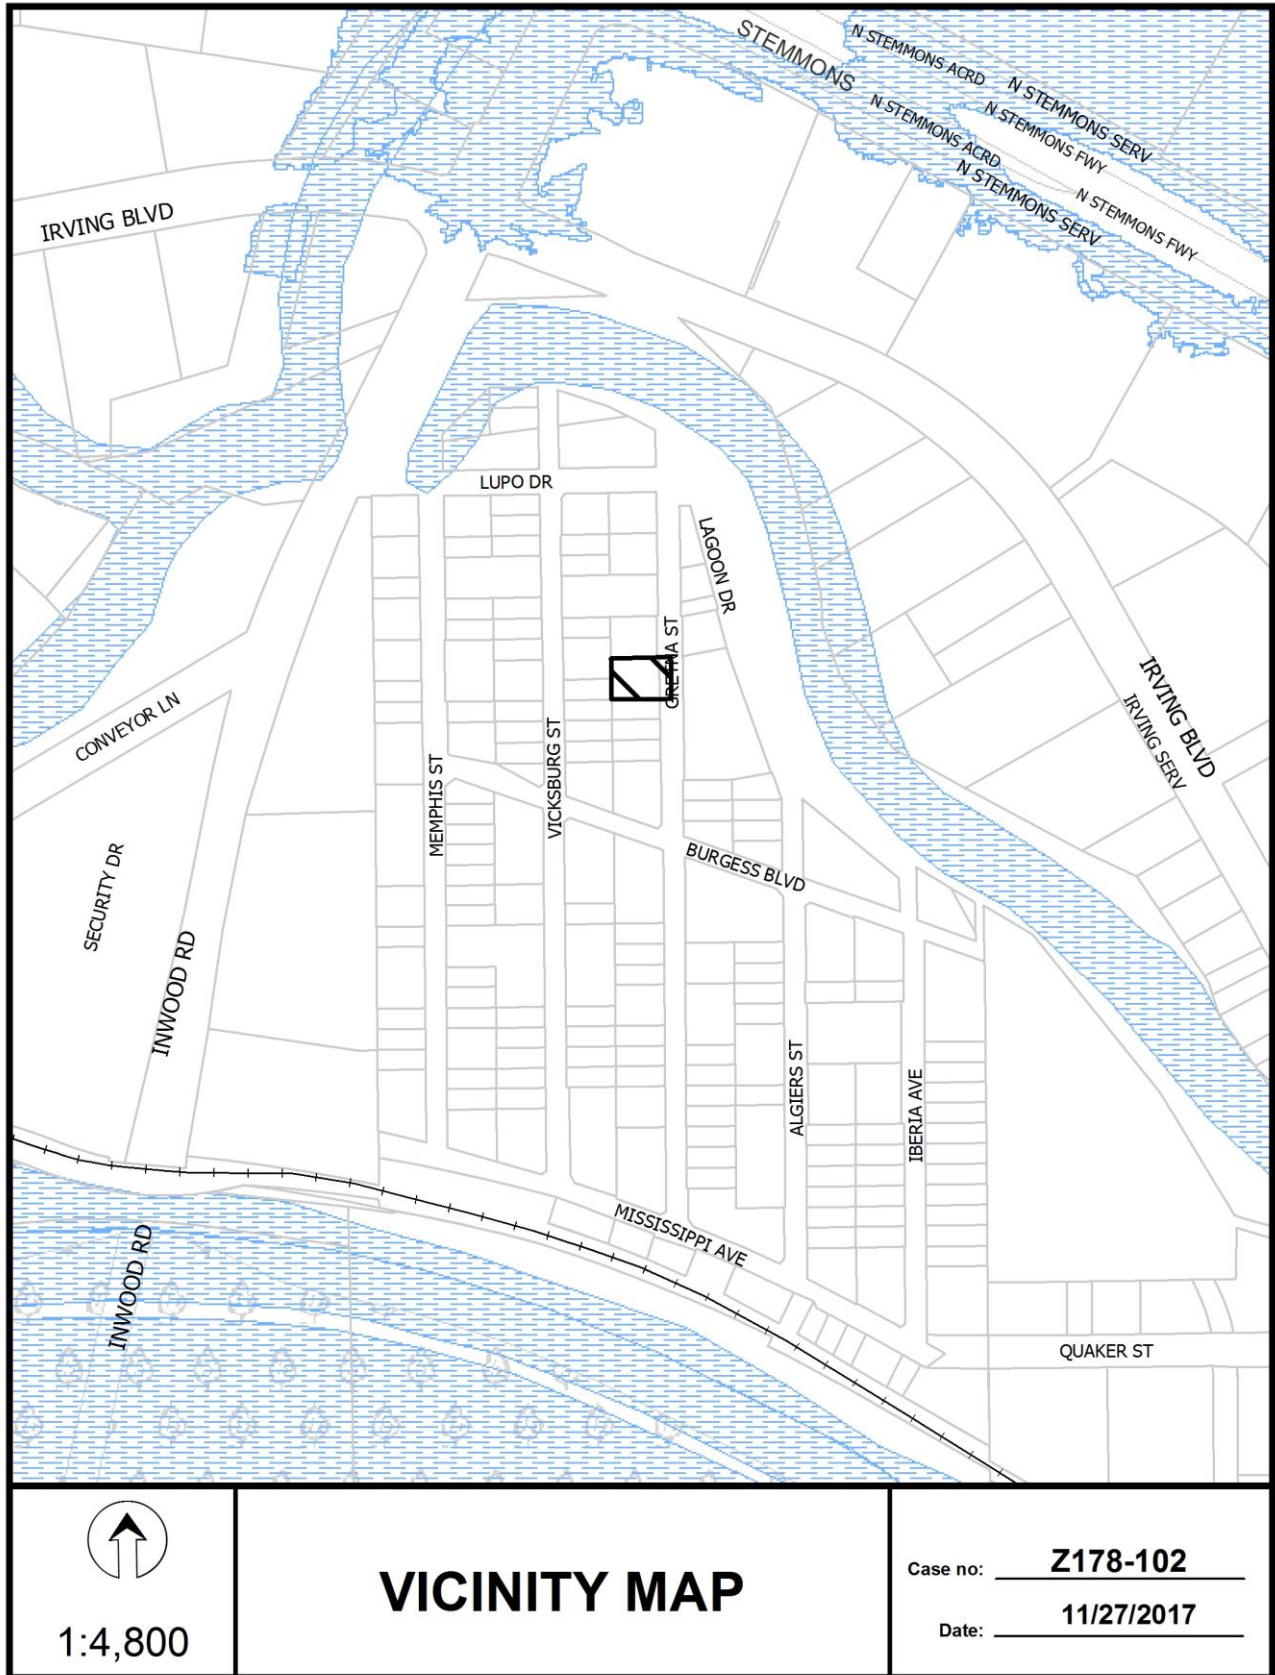 STEMMONS
N STEMMONS ACRD
N STEMMONS SERV
N STEMMONS FWY
N STEMMONS ACRD
N STEMMONS SERV
N STEMMONS FWY
IRVING BLVD
LUPO DR
LAGOON DR
GRETNA ST
IRVING BLVD
IRVING SERV
CONVEYOR LN
VICKSBURG ST
MEMPHIS ST
BURGESS BLVD
SECURITY DR
INWOOD RD
ALGIERS ST
IBERIA AVE
MISSISSIPPI AVE
INWOOD RD
QUAKER ST
1:4,800
VICINITY MAP
Case no: Z178-102
Date: 11/27/2017